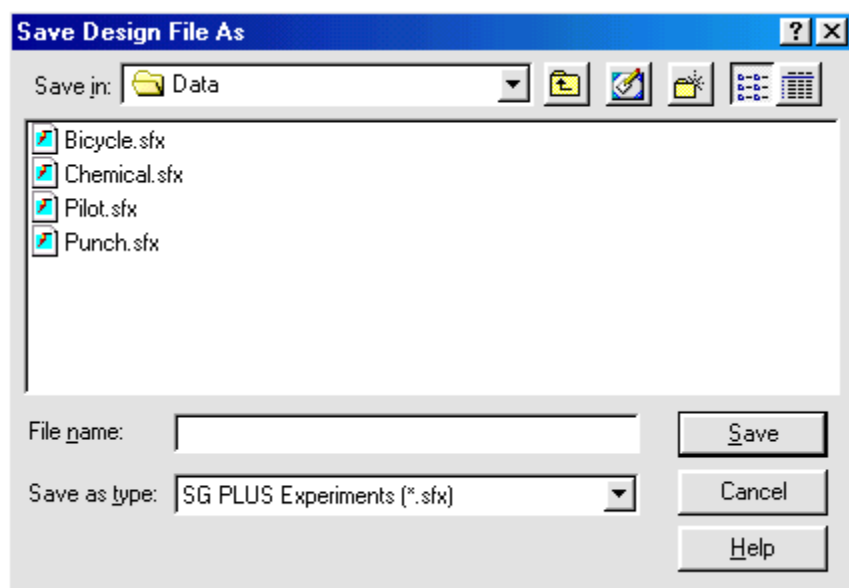 Save Design File As
Save in: Data
Bicycle.sfx
Chemical.sfx
Pilot.sfx
Punch.sfx
File name: Save
Save as type: SG PLUS Experiments (*.sfx) Cancel
Help